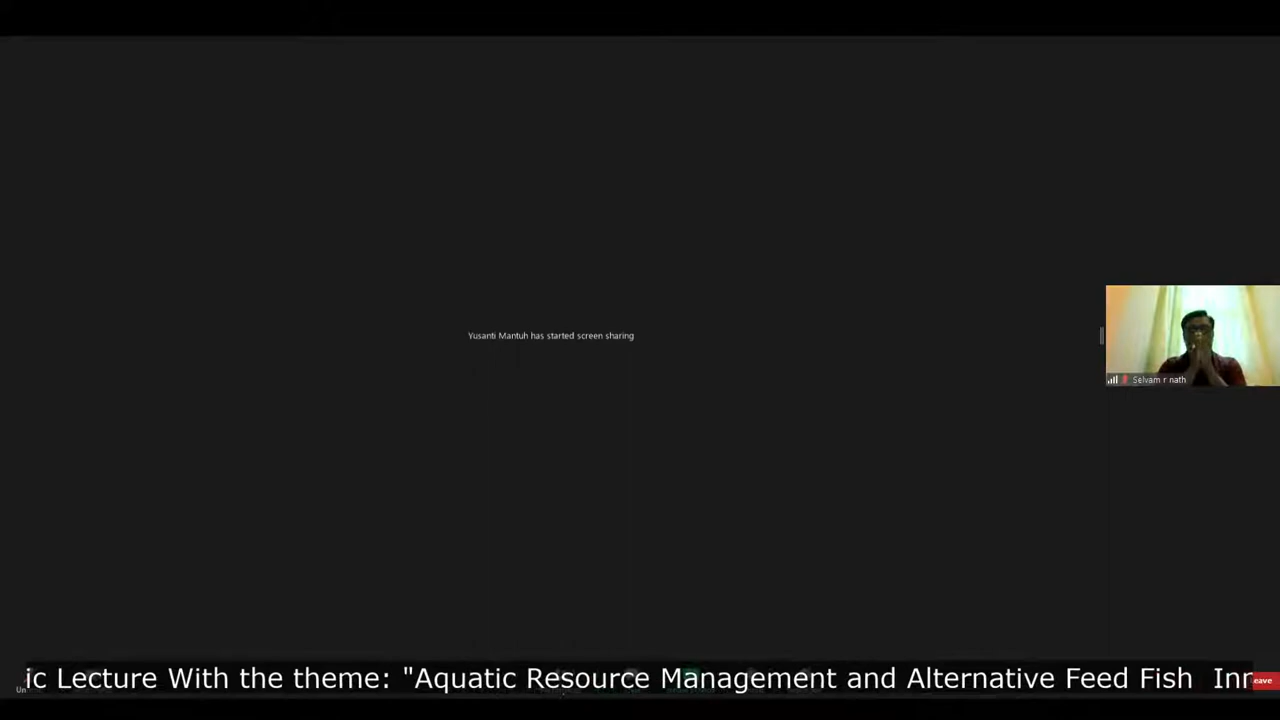 Yusanti Mantuh has started screen sharing
Selvam r nath
ic Lecture With the theme: "Aquatic Resource Management and Alternative Feed Fish Inr